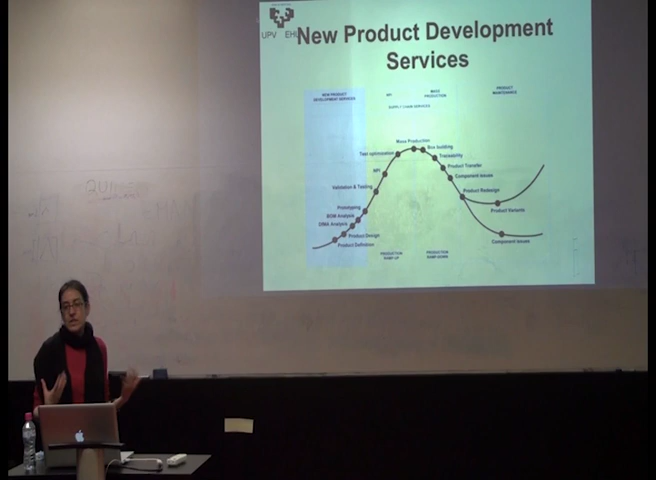 UPV EHU
New Product Development
Services
NEW PRODUCT
DEVELOPMENT SERVICES
NPI
MASS
PRODUCTION
PRODUCT
MAINTENANCE
SUPPLY CHAIN SERVICES
Mass Production
Box building
Test optimization
Traceability
Product Transfer
NPI
Component issues
Validation & Testing
Product Redesign
Prototyping
Product Variants
BOM Analysis
DIMA Analysis
Product Design
Component issues
Product Definition
PRODUCTION
RAMP-UP
PRODUCTION
RAMP-DOWN